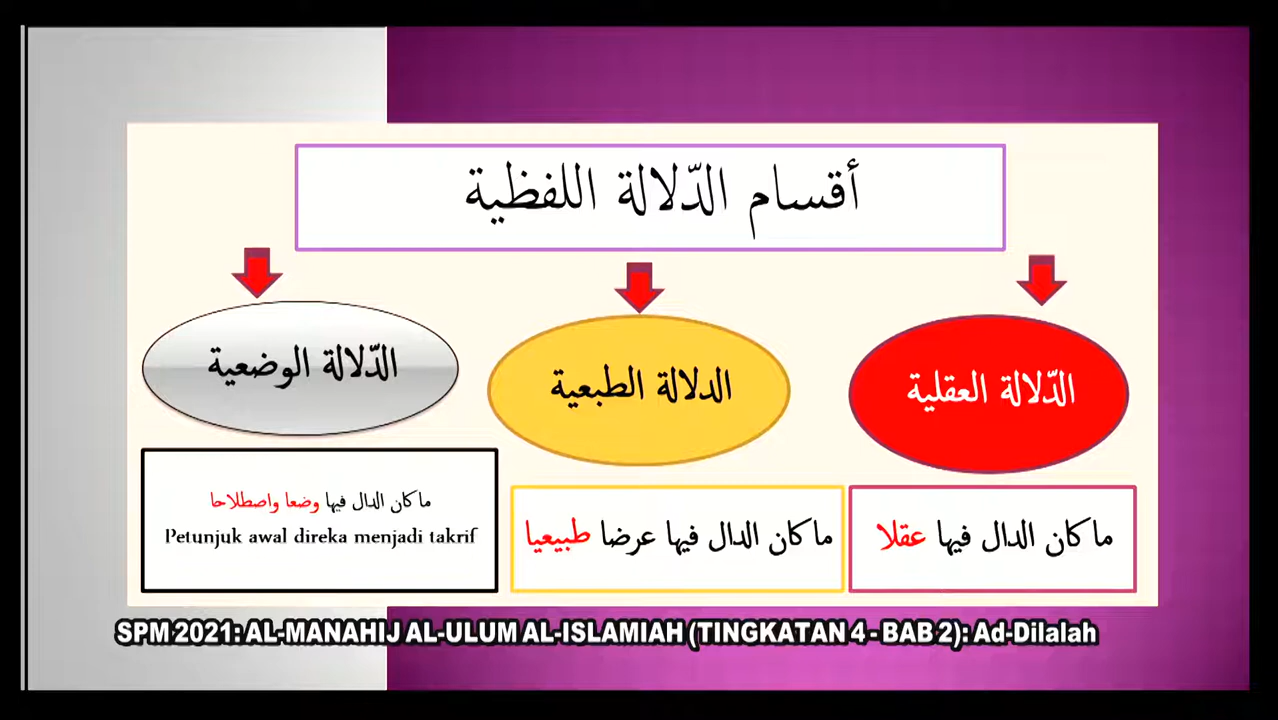 أقسام الدّلالة اللفظية
الدّلالة العقلية
الدلالة الطبعية
الدّلالة الوضعية
ما كان الدال فيها عقلا
ما كان الدال فيها عرضا طبيعيا
ما كان الدال فيها وضعا واصطلاحا
Petunjuk awal direka menjadi takrif
SPM 2021: AL-MANAHIJ AL-ULUM AL-ISLAMIAH (TINGKATAN 4 - BAB 2): Ad-Dilalah